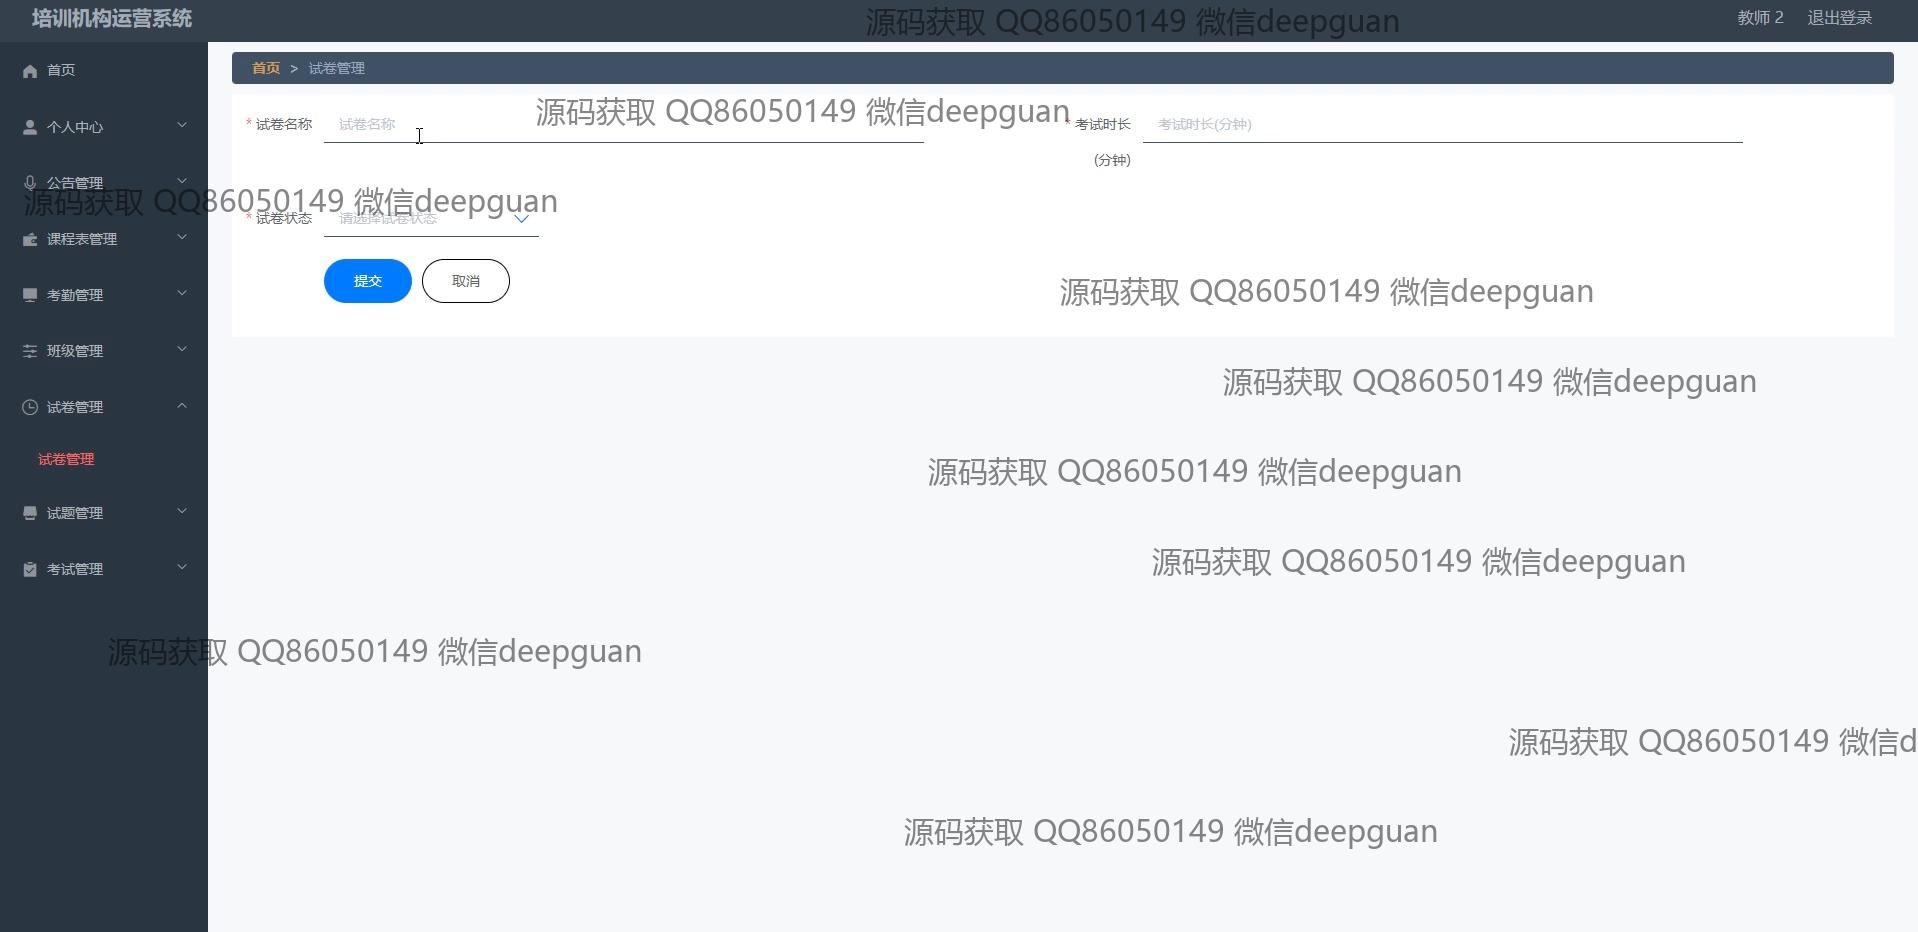 培训机构运营系统
源码获取 QQ86050149 微信deepguan
教师 2
退出登录
首页
个人中心
公告管理
课程表管理
考勤管理
班级管理
试卷管理
试卷管理
试题管理
考试管理
首页 > 试卷管理
源码获取 QQ86050149 微信deepguan
* 试卷名称
试卷名称
* 考试时长
(分钟)
考试时长(分钟)
源码获取 QQ86050149 微信deepguan
* 试卷状态
请选择试卷状态
提交
取消
源码获取 QQ86050149 微信deepguan
源码获取 QQ86050149 微信deepguan
源码获取 QQ86050149 微信deepguan
源码获取 QQ86050149 微信deepguan
源码获取 QQ86050149 微信deepguan
源码获取 QQ86050149 微信d
源码获取 QQ86050149 微信deepguan